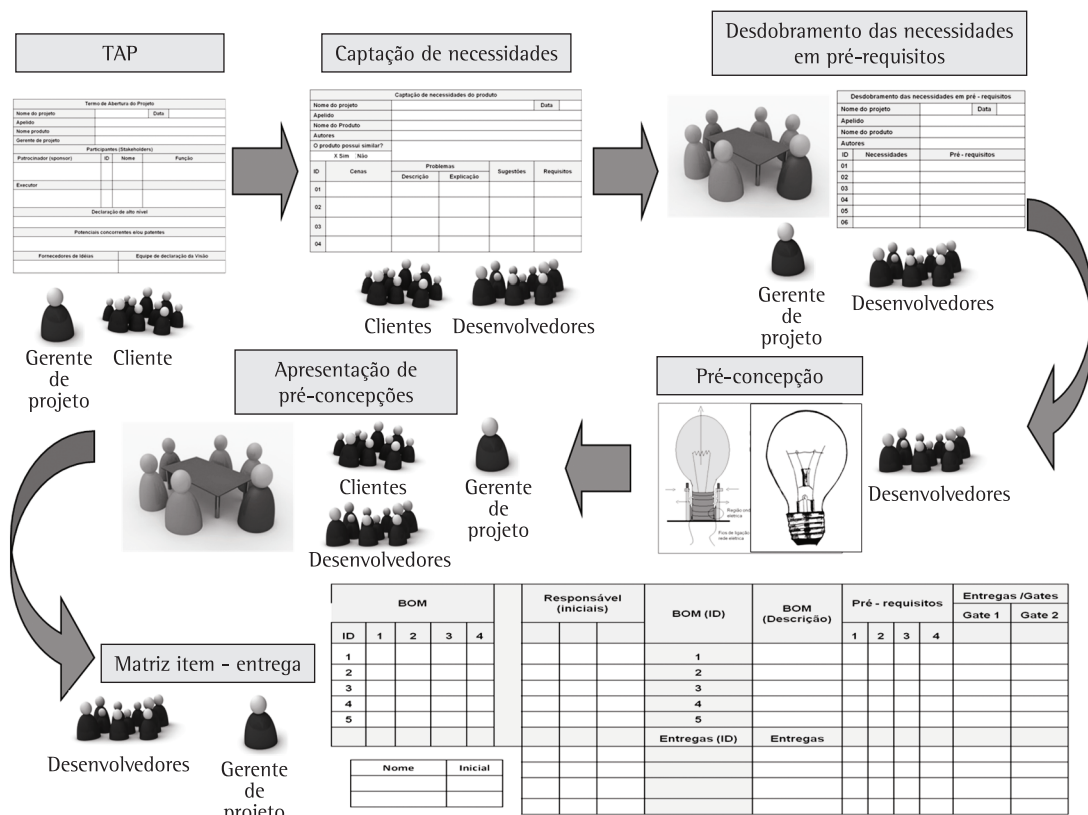 TAP
Termo de Abertura do Projeto
Nome do projeto Data
Apelido
Nome produto
Gerente de projeto
Participantes (Stakeholders)
Patrocinador (sponsor) ID Nome Função
Executor
Declaração de alto nível
Potenciais concorrentes e/ou patentes
Fornecedores de Idéias Equipe de declaração da Visão
Gerente
de
projeto
Cliente
Captação de necessidades
Captação de necessidades do produto
Nome do projeto Data
Apelido
Nome do Produto
Autores
O produto possui similar?
X Sim Não
ID Cenas Problemas Sugestões Requisitos
Descrição Explicação
01
02
03
04
Clientes Desenvolvedores
Desdobramento das necessidades
em pré-requisitos
Desdobramento das necessidades em pré - requisitos
Nome do projeto Data
Apelido
Nome do produto
Autores
ID Necessidades Pré - requisitos
01
02
03
04
05
06
Gerente
de
projeto
Desenvolvedores
Pré-concepção
Fios de ligação
rede elétrica
Desenvolvedores
Apresentação de
pré-concepções
Clientes
Desenvolvedores
Gerente
de
projeto
Matriz item - entrega
Desenvolvedores
Gerente
de
projeto
BOM
ID 1 2 3 4
1
2
3
4
5
Responsável
(iniciais)
BOM (ID)
BOM
(Descrição)
Pré - requisitos
1 2 3 4
Entregas /Gates
Gate 1 Gate 2
1
2
3
4
5
Entregas (ID) Entregas
Nome Inicial